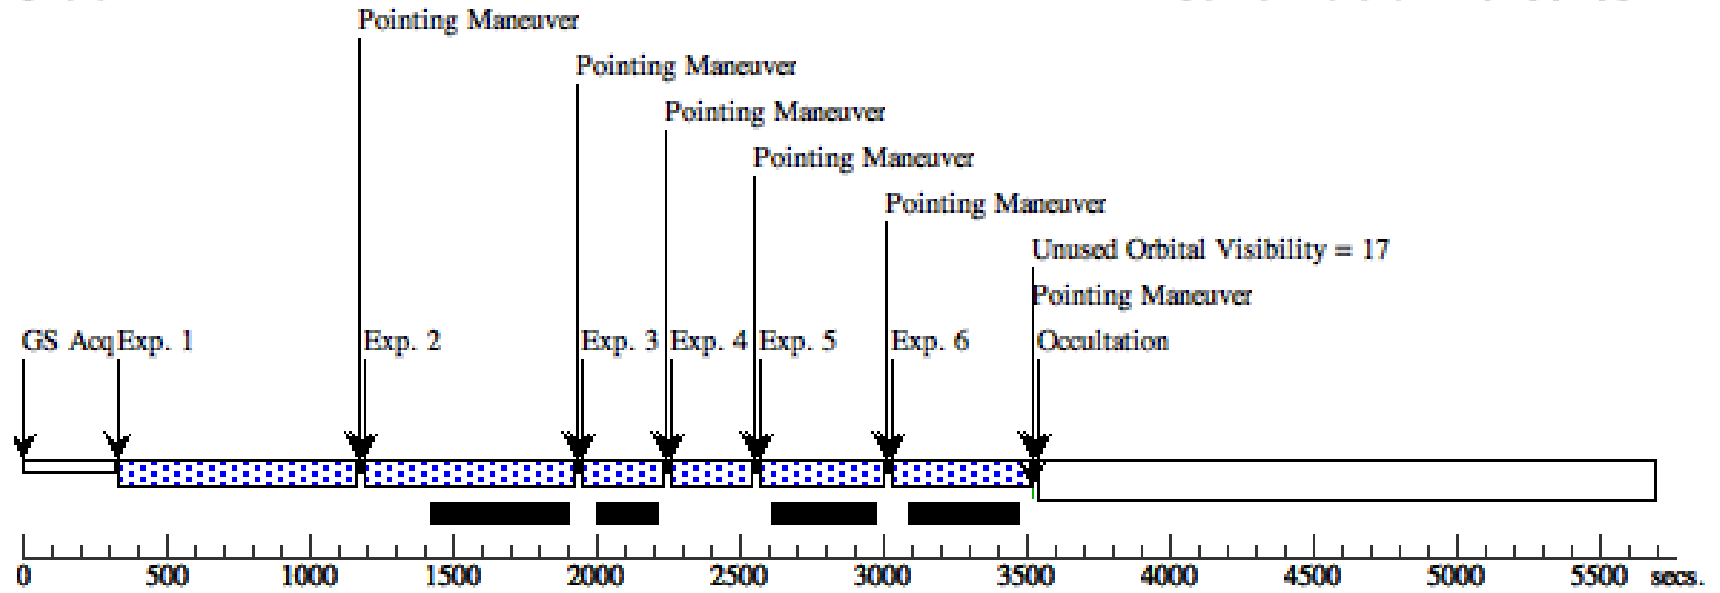 Pointing Maneuver
Pointing Maneuver
Pointing Maneuver
Pointing Maneuver
Pointing Maneuver
Unused Orbital Visibility = 17
Pointing Maneuver
GS Acq Exp. 1 Exp. 2 Exp. 3 Exp. 4 Exp. 5 Exp. 6 Occultation
0 500 1000 1500 2000 2500 3000 3500 4000 4500 5000 5500 secs.